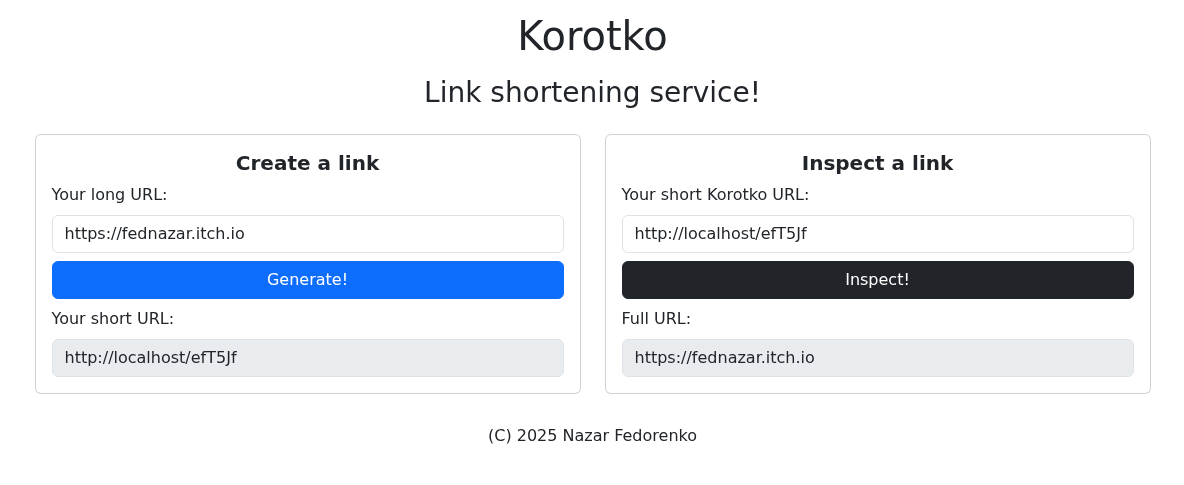 Korotko
Link shortening service!
Create a link
Your long URL:
https://fednazar.itch.io
Generate!
Your short URL:
http://localhost/efT5Jf
Inspect a link
Your short Korotko URL:
http://localhost/efT5Jf
Inspect!
Full URL:
https://fednazar.itch.io
(C) 2025 Nazar Fedorenko